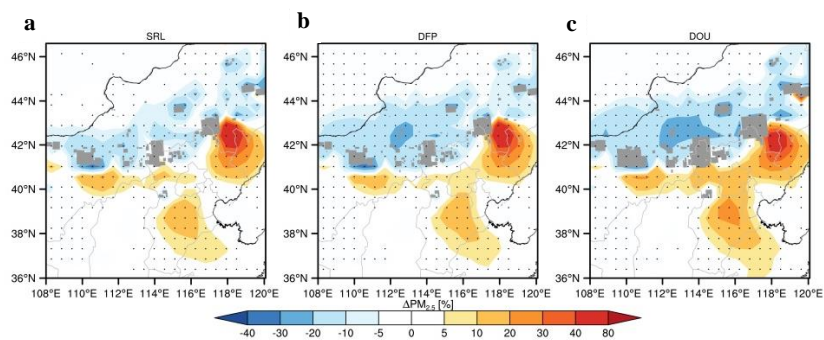 a b c
SRL DFP DOU
46°N 46°N 46°N
44°N 44°N 44°N
42°N 42°N 42°N
40°N 40°N 40°N
38°N 38°N 38°N
36°N 36°N 36°N
108°E 110°E 112°E 114°E 116°E 118°E 120°E 108°E 110°E 112°E 114°E 116°E 118°E 120°E 108°E 110°E 112°E 114°E 116°E 118°E 120°E
ΔPM2.5 [%]
-40 -30 -20 -10 -5 0 5 10 20 30 40 80